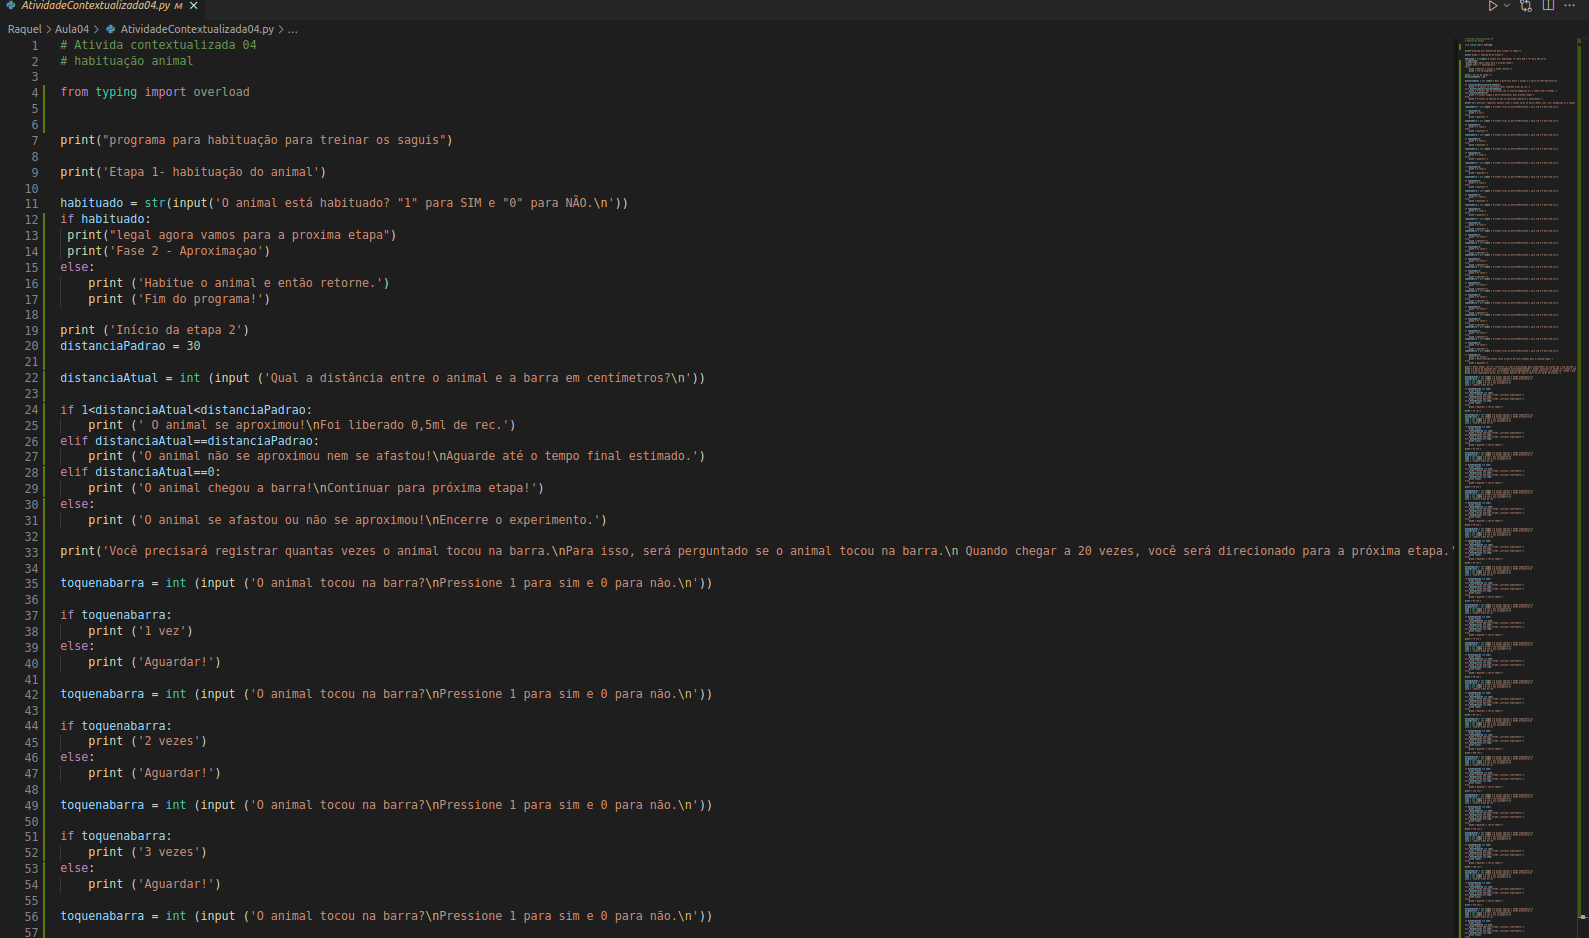 AtividadeContextualizada04.py M ×
Raquel > Aula04 > AtividadeContextualizada04.py > ...
1 # Ativida contextualizada 04
2 # habituação animal
3
4 from typing import overload
5
6
7 print("programa para habituação para treinar os saguis")
8
9 print('Etapa 1- habituação do animal')
10
11 habituado = str(input('O animal está habituado? "1" para SIM e "0" para NÃO.\n'))
12 if habituado:
13 print("legal agora vamos para a proxima etapa")
14 print('Fase 2 - Aproximaçao')
15 else:
16 print ('Habitue o animal e então retorne.')
17 print ('Fim do programa!')
18
19 print ('Início da etapa 2')
20 distanciaPadrao = 30
21
22 distanciaAtual = int (input ('Qual a distância entre o animal e a barra em centímetros?\n'))
23
24 if 1<distanciaAtual<distanciaPadrao:
25 print (' O animal se aproximou!\nFoi liberado 0,5ml de rec.')
26 elif distanciaAtual==distanciaPadrao:
27 print ('O animal não se aproximou nem se afastou!\nAguarde até o tempo final estimado.')
28 elif distanciaAtual==0:
29 print ('O animal chegou a barra!\nContinuar para próxima etapa!')
30 else:
31 print ('O animal se afastou ou não se aproximou!\nEncerre o experimento.')
32
33 print('Você precisará registrar quantas vezes o animal tocou na barra.\nPara isso, será perguntado se o animal tocou na barra.\n Quando chegar a 20 vezes, você será direcionado para a próxima etapa.'
34
35 toquenabarra = int (input ('O animal tocou na barra?\nPressione 1 para sim e 0 para não.\n'))
36
37 if toquenabarra:
38 print ('1 vez')
39 else:
40 print ('Aguardar!')
41
42 toquenabarra = int (input ('O animal tocou na barra?\nPressione 1 para sim e 0 para não.\n'))
43
44 if toquenabarra:
45 print ('2 vezes')
46 else:
47 print ('Aguardar!')
48
49 toquenabarra = int (input ('O animal tocou na barra?\nPressione 1 para sim e 0 para não.\n'))
50
51 if toquenabarra:
52 print ('3 vezes')
53 else:
54 print ('Aguardar!')
55
56 toquenabarra = int (input ('O animal tocou na barra?\nPressione 1 para sim e 0 para não.\n'))
57